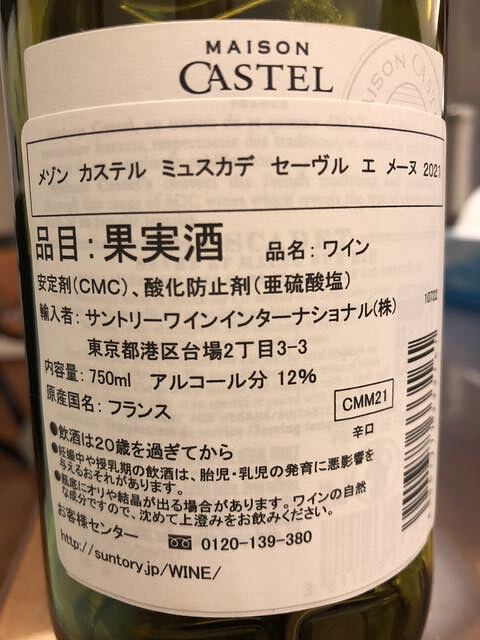 MAISON
CASTEL
MAISON CASTEL
メゾン カステル ミュスカデ セーヴル エ メーヌ 2021
品目:果実酒 品名:ワイン
安定剤(CMC)、酸化防止剤(亜硫酸塩)
輸入者:サントリーワインインターナショナル(株)
東京都港区台場2丁目3-3
内容量:750ml アルコール分 12%
原産国名:フランス
CMM21
辛口
●飲酒は20歳を過ぎてから
●妊娠中や授乳期の飲酒は、胎児・乳児の発育に悪影響を
与えるおそれがあります。
●瓶底にオリや結晶が出る場合があります。ワインの自然
な成分ですので、沈めて上澄みをお飲みください。
お客様センター 0120-139-380
http://suntory.jp/WINE/